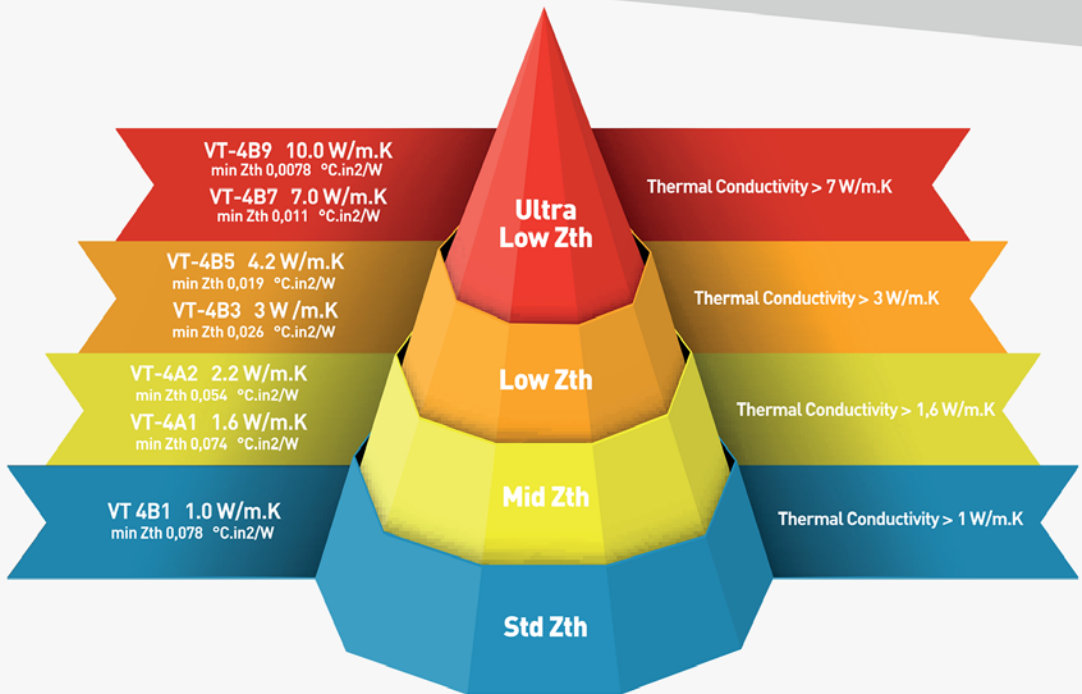 VT-4B9 10.0 W/m.K
min Zth 0,0078 °C.in2/W
VT-4B7 7.0 W/m.K
min Zth 0,011 °C.in2/W
Ultra
Low Zth
Thermal Conductivity > 7 W/m.K
VT-4B5 4.2 W/m.K
min Zth 0,019 °C.in2/W
VT-4B3 3 W /m.K
min Zth 0,026 °C.in2/W
Low Zth
Thermal Conductivity > 3 W/m.K
VT-4A2 2.2 W/m.K
min Zth 0,054 °C.in2/W
VT-4A1 1.6 W/m.K
min Zth 0,074 °C.in2/W
Mid Zth
Thermal Conductivity > 1,6 W/m.K
VT 4B1 1.0 W/m.K
min Zth 0,078 °C.in2/W
Std Zth
Thermal Conductivity > 1 W/m.K